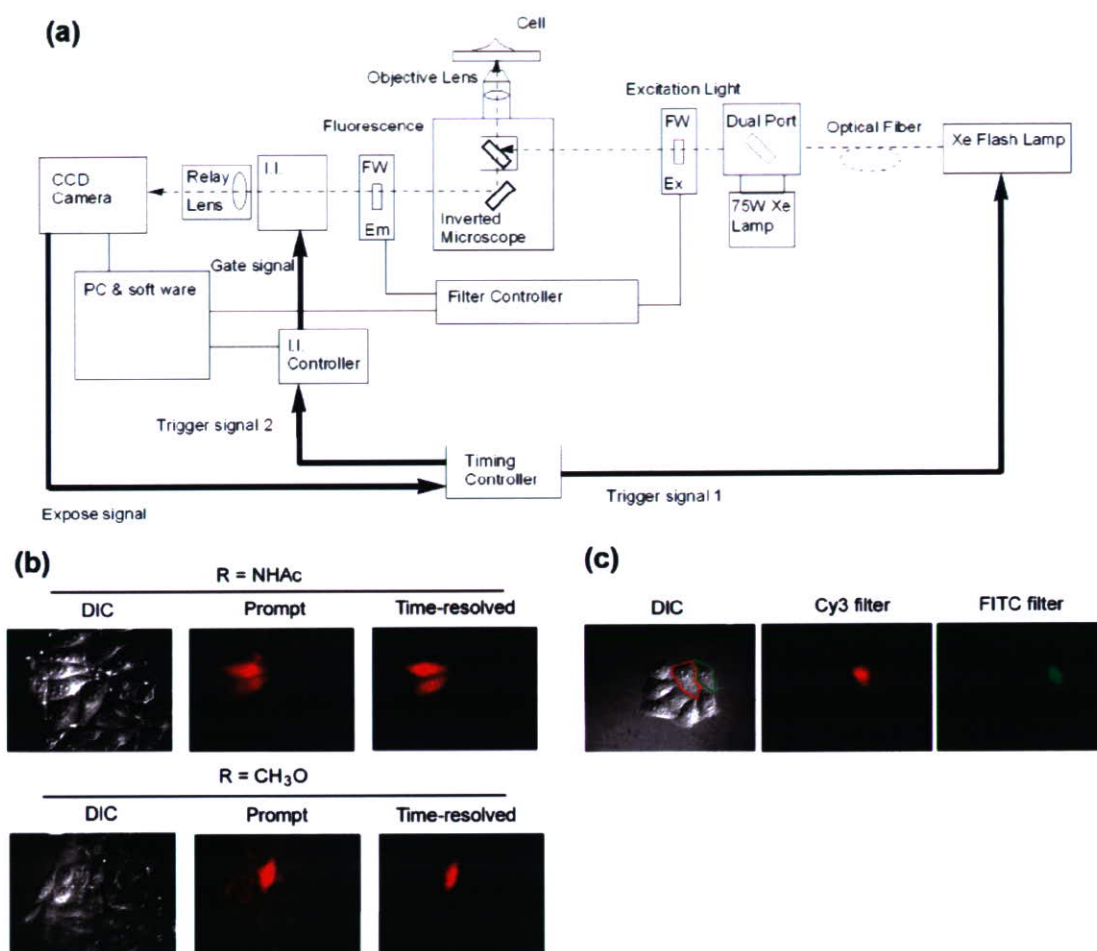 (a)
Cell
Objective Lens
Excitation Light
Fluorescence
FW
Dual Port
Optical Fiber
Xe Flash Lamp
CCD
Camera
Relay
Lens
I.I.
FW
Em
Inverted
Microscope
Ex
75W Xe
Lamp
Gate signal
PC & soft ware
Filter Controller
I.I.
Controller
Trigger signal 2
Timing
Controller
Trigger signal 1
Expose signal
(b)
R = NHAc
DIC Prompt Time-resolved
R = CH₃O
DIC Prompt Time-resolved
(c)
DIC Cy3 filter FITC filter